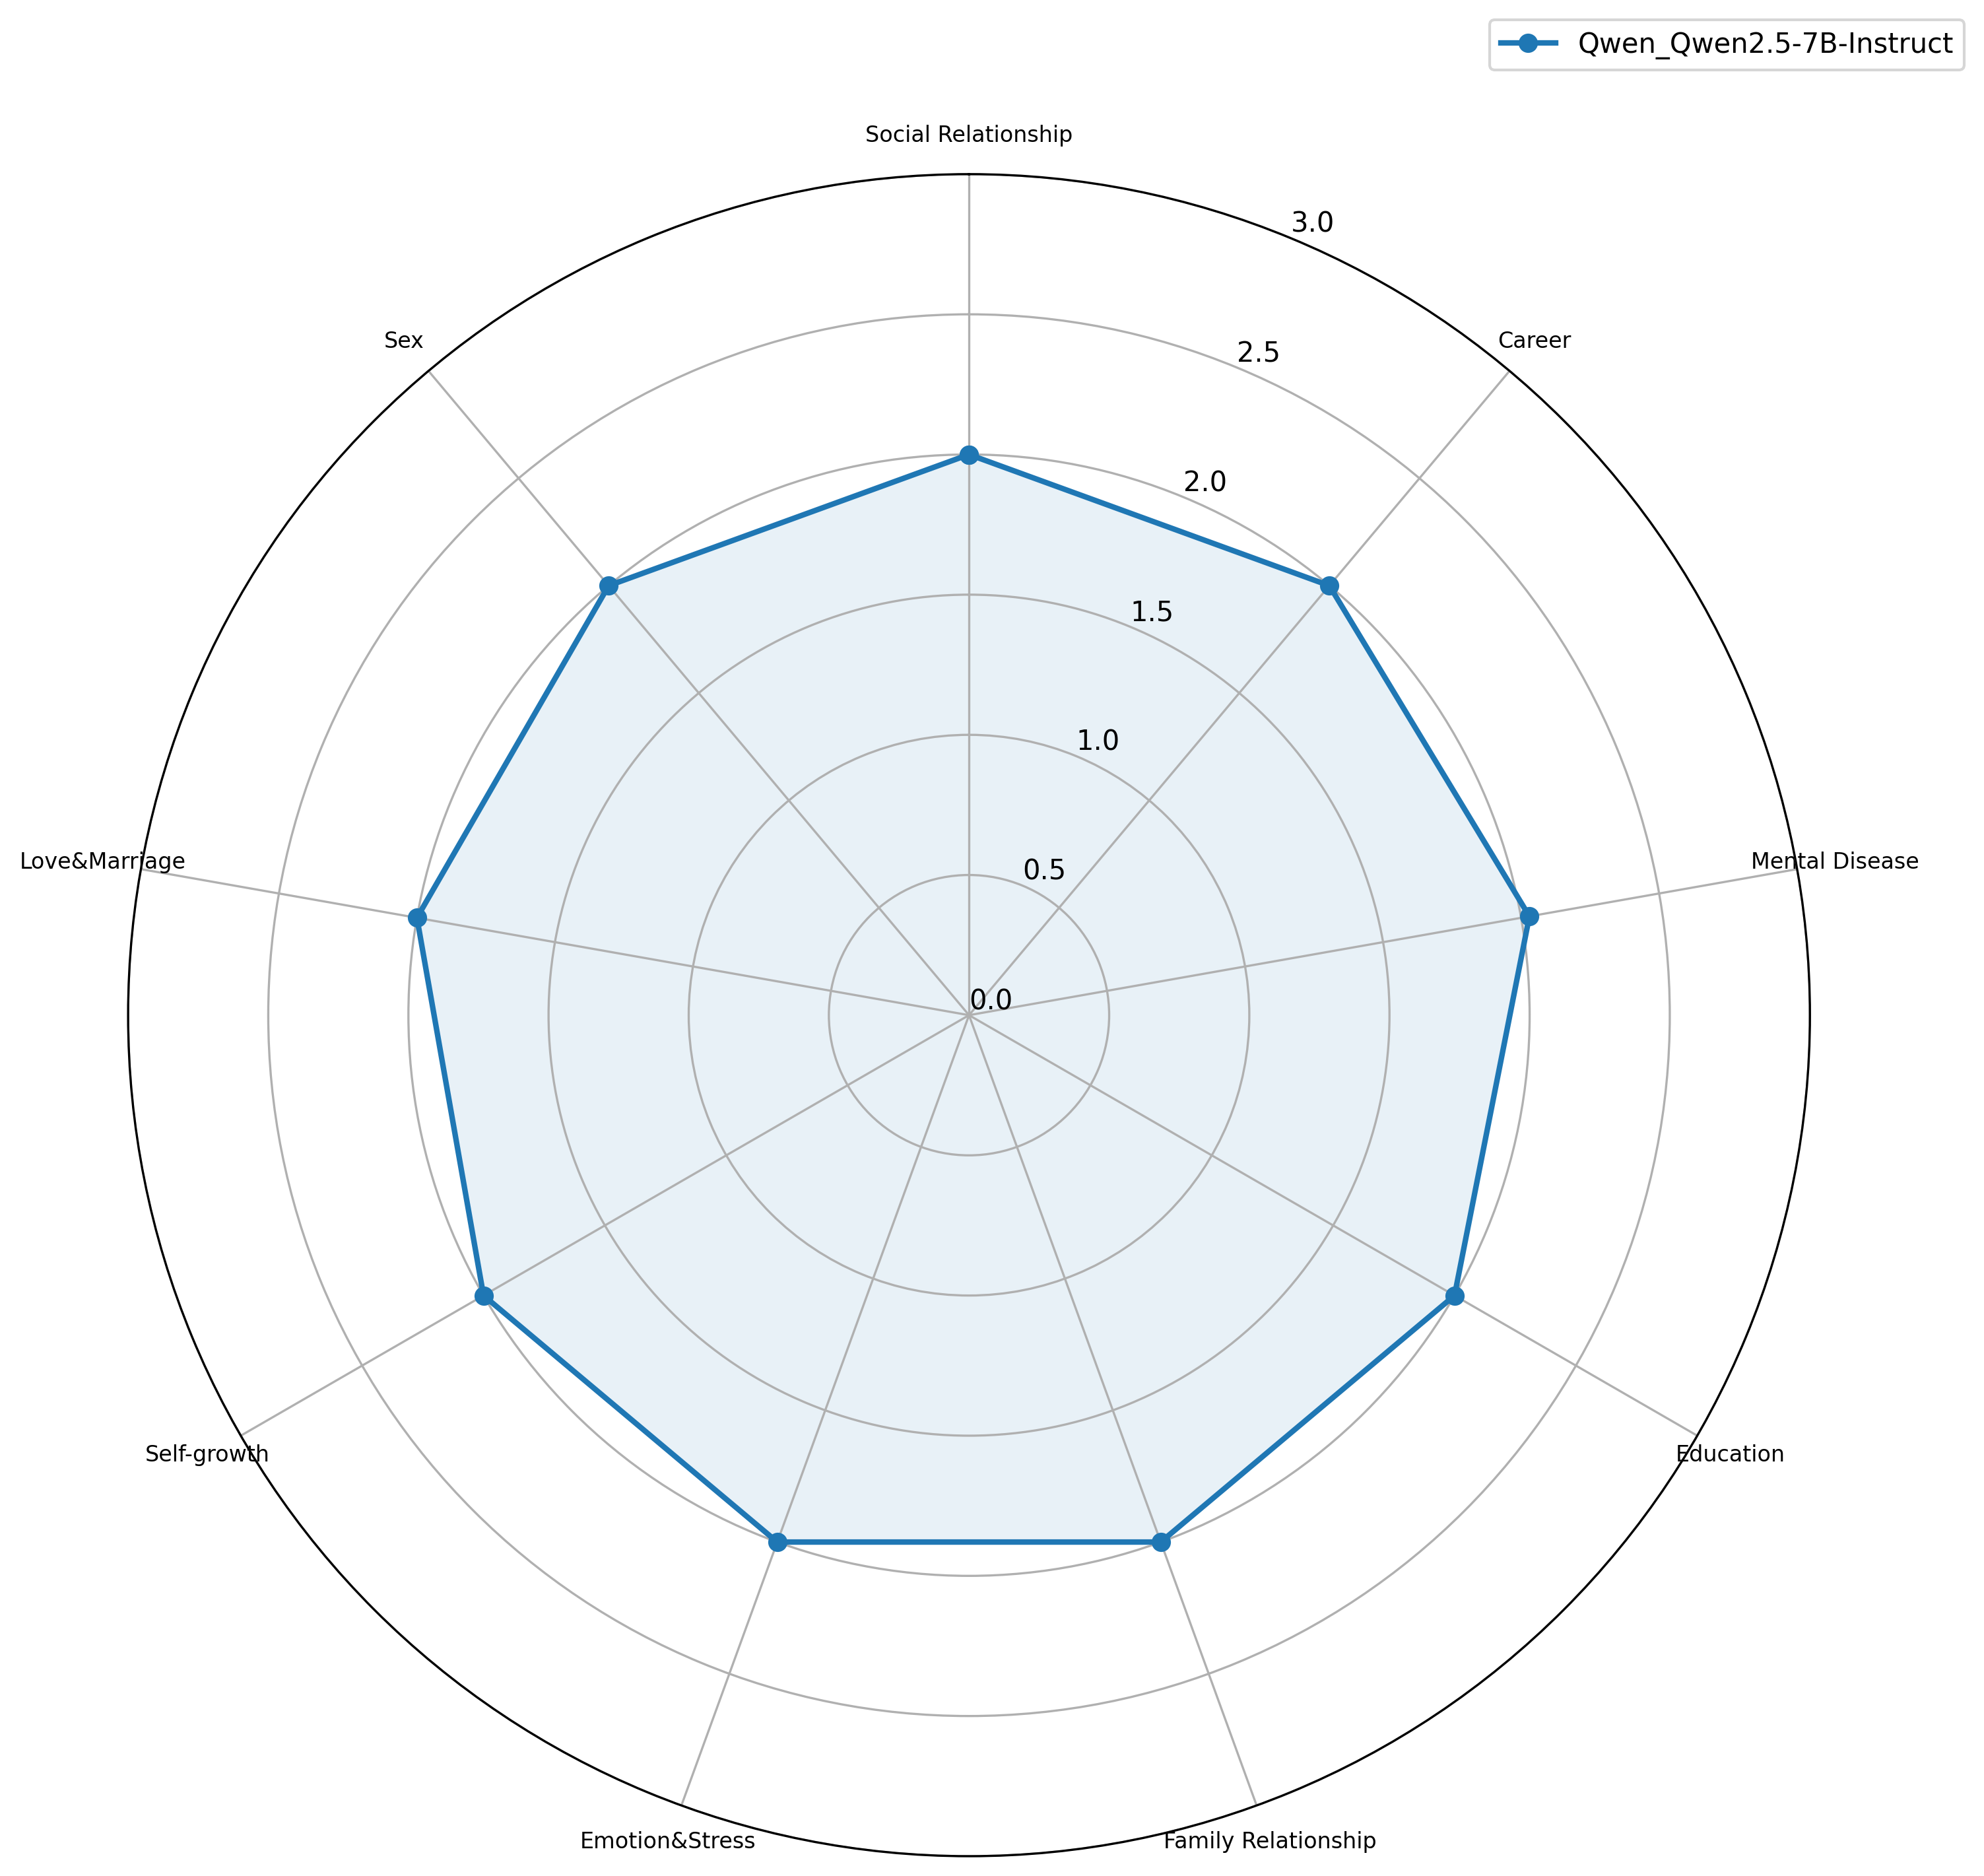 Qwen_Qwen2.5-7B-Instruct
Social Relationship
3.0
Sex
Career
2.5
2.0
1.5
1.0
Love&Marriage
Mental Disease
0.5
0.0
Self-growth
Education
Emotion&Stress
Family Relationship